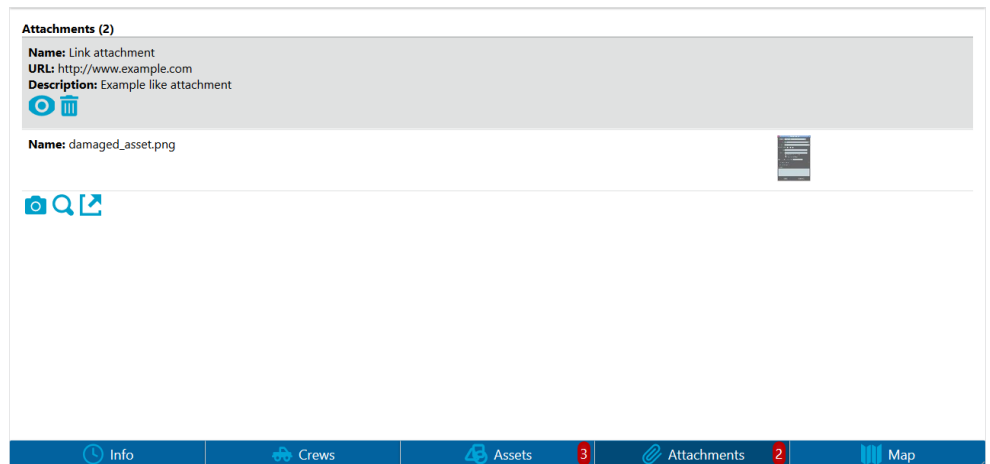 Attachments (2)
Name: Link attachment
URL: http://www.example.com
Description: Example like attachment
Name: damaged_asset.png
Info
Crews
Assets 3
Attachments 2
Map